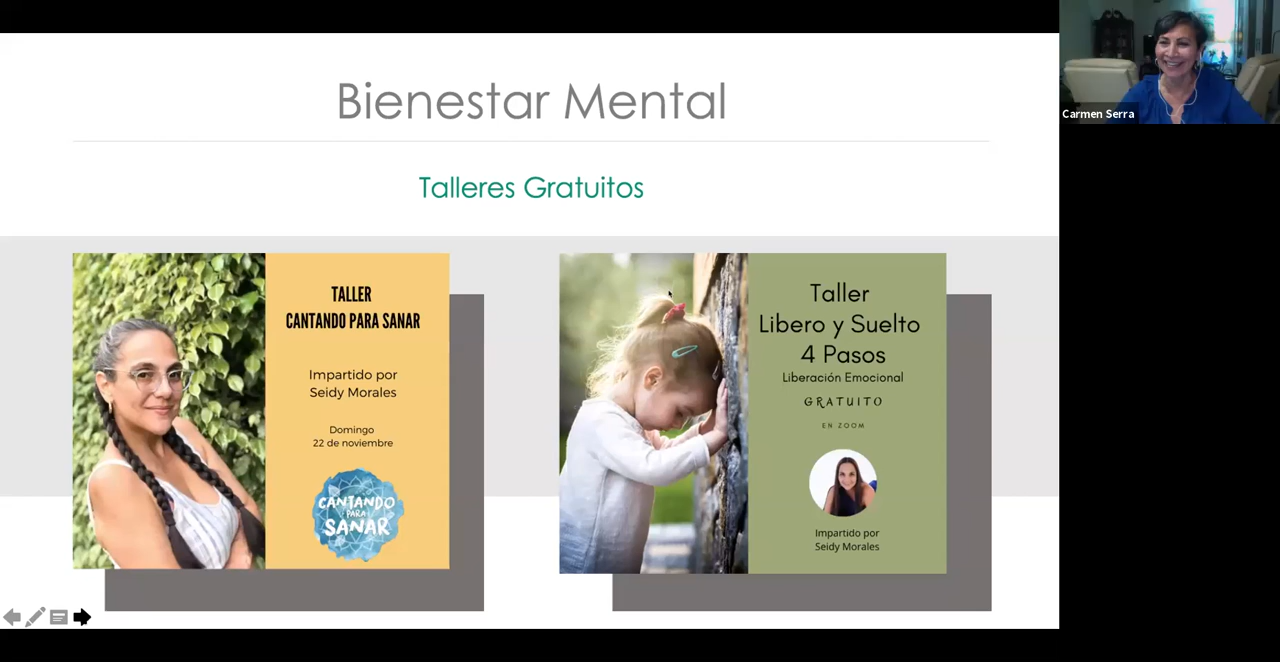 Bienestar Mental
Talleres Gratuitos
TALLER
CANTANDO PARA SANAR
Impartido por
Seidy Morales
Domingo
22 de noviembre
CANTANDO
PARA
SANAR
Taller
Libero y Suelto
4 Pasos
Liberación Emocional
GRATUITO
EN ZOOM
Impartido por
Seidy Morales
Carmen Serra